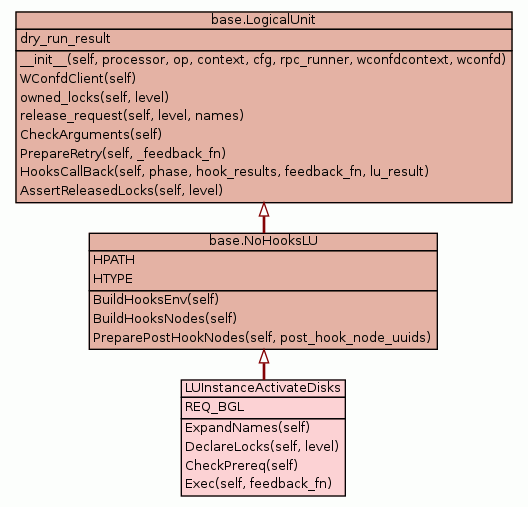 base.LogicalUnit
dry_run_result
__init__(self, processor, op, context, cfg, rpc_runner, wconfdcontext, wconfd)
WConfdClient(self)
owned_locks(self, level)
release_request(self, level, names)
CheckArguments(self)
PrepareRetry(self, _feedback_fn)
HooksCallBack(self, phase, hook_results, feedback_fn, lu_result)
AssertReleasedLocks(self, level)
base.NoHooksLU
HPATH
HTYPE
BuildHooksEnv(self)
BuildHooksNodes(self)
PreparePostHookNodes(self, post_hook_node_uuids)
LUInstanceActivateDisks
REQ_BGL
ExpandNames(self)
DeclareLocks(self, level)
CheckPrereq(self)
Exec(self, feedback_fn)